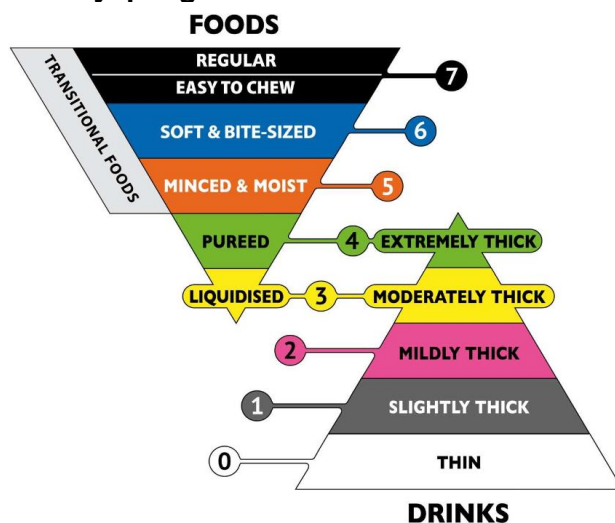 FOODS
REGULAR
7
EASY TO CHEW
TRANSITIONAL FOODS
SOFT & BITE-SIZED
6
MINCED & MOIST
5
PUREED
4
EXTREMELY THICK
LIQUIDISED
3
MODERATELY THICK
2
MILDLY THICK
1
SLIGHTLY THICK
0
THIN
DRINKS